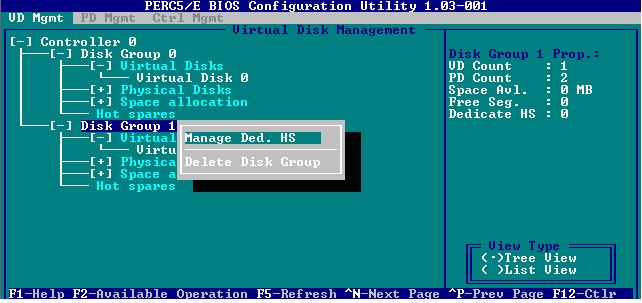 PERC5/E BIOS Configuration Utility 1.03-001
VD Mgmt PD Mgmt Ctrl Mgmt
Virtual Disk Management
[-] Controller 0
[-] Disk Group 0
[-] Virtual Disks
Virtual Disk 0
[+] Physical Disks
[+] Space allocation
Hot spares
[-] Disk Group 1
[-] Virtual
Virtu
[+] Physica
[+] Space a
Hot spares
Manage Ded. HS
Delete Disk Group
Disk Group 1 Prop.:
VD Count : 1
PD Count : 2
Space Avl. : 0 MB
Free Seg. : 0
Dedicate HS : 0
View Type
(·)Tree View
( )List View
F1-Help F2-Available Operation F5-Refresh ^N-Next Page ^P-Prev Page F12-Ctlr